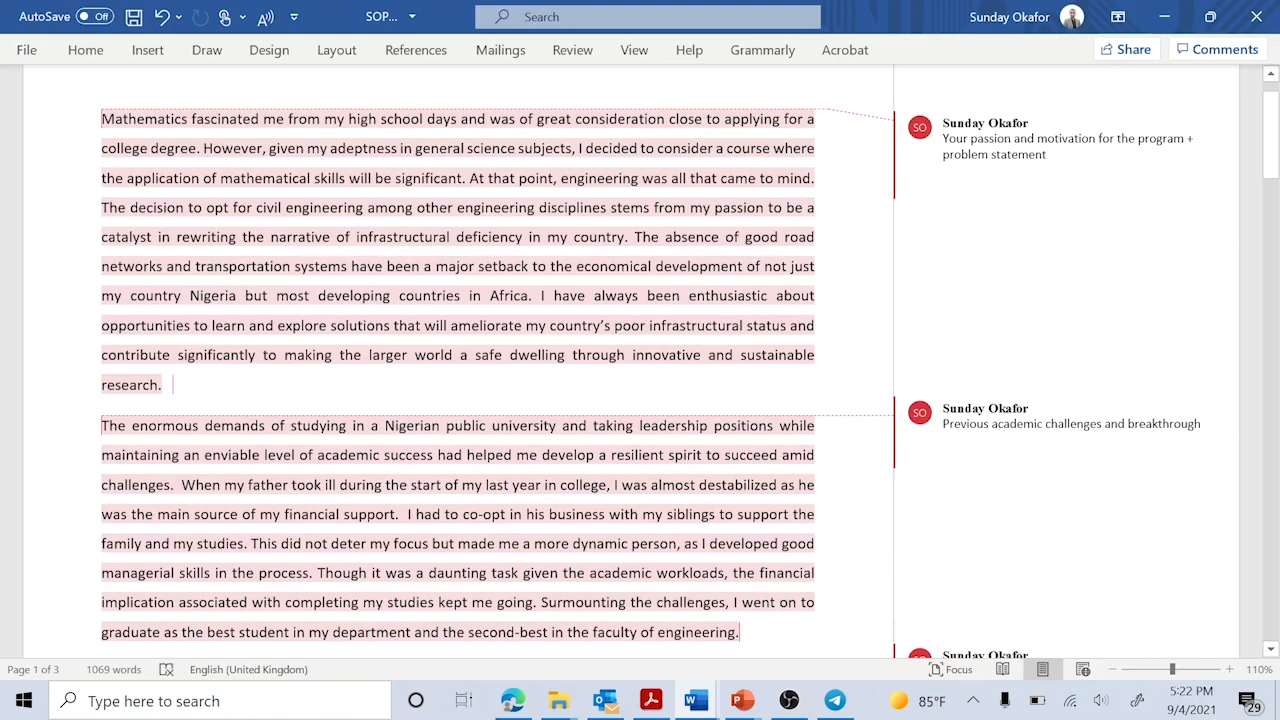 AutoSave Off SOP... Search Sunday Okafor
File Home Insert Draw Design Layout References Mailings Review View Help Grammarly Acrobat Share Comments
Mathematics fascinated me from my high school days and was of great consideration close to applying for a
college degree. However, given my adeptness in general science subjects, I decided to consider a course where
the application of mathematical skills will be significant. At that point, engineering was all that came to mind.
The decision to opt for civil engineering among other engineering disciplines stems from my passion to be a
catalyst in rewriting the narrative of infrastructural deficiency in my country. The absence of good road
networks and transportation systems have been a major setback to the economical development of not just
my country Nigeria but most developing countries in Africa. I have always been enthusiastic about
opportunities to learn and explore solutions that will ameliorate my country's poor infrastructural status and
contribute significantly to making the larger world a safe dwelling through innovative and sustainable
research.
SO Sunday Okafor
Your passion and motivation for the program +
problem statement
The enormous demands of studying in a Nigerian public university and taking leadership positions while
maintaining an enviable level of academic success had helped me develop a resilient spirit to succeed amid
challenges. When my father took ill during the start of my last year in college, I was almost destabilized as he
was the main source of my financial support. I had to co-opt in his business with my siblings to support the
family and my studies. This did not deter my focus but made me a more dynamic person, as I developed good
managerial skills in the process. Though it was a daunting task given the academic workloads, the financial
implication associated with completing my studies kept me going. Surmounting the challenges, I went on to
graduate as the best student in my department and the second-best in the faculty of engineering.
SO Sunday Okafor
Previous academic challenges and breakthrough
Sunday Okafor
Page 1 of 3 1069 words English (United Kingdom) Focus 110%
Type here to search 85°F 5:22 PM
9/4/2021 29